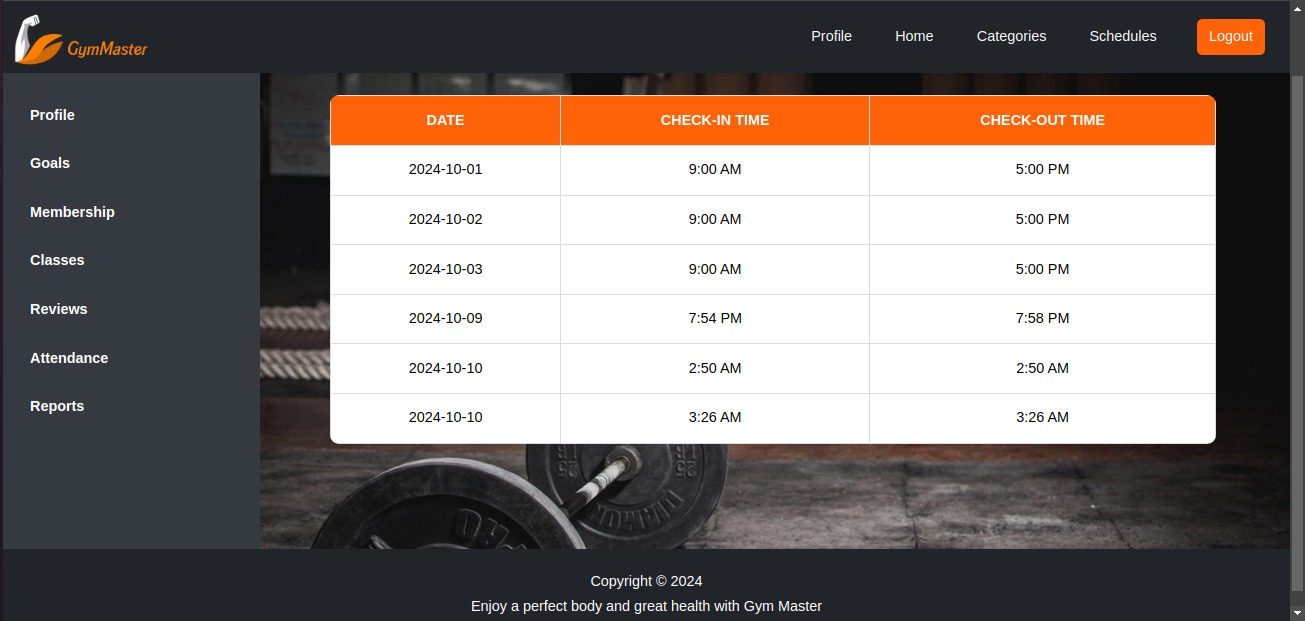 GymMaster
Profile Home Categories Schedules Logout
Profile
Goals
Membership
Classes
Reviews
Attendance
Reports
DATE CHECK-IN TIME CHECK-OUT TIME
2024-10-01 9:00 AM 5:00 PM
2024-10-02 9:00 AM 5:00 PM
2024-10-03 9:00 AM 5:00 PM
2024-10-09 7:54 PM 7:58 PM
2024-10-10 2:50 AM 2:50 AM
2024-10-10 3:26 AM 3:26 AM
Copyright © 2024
Enjoy a perfect body and great health with Gym Master